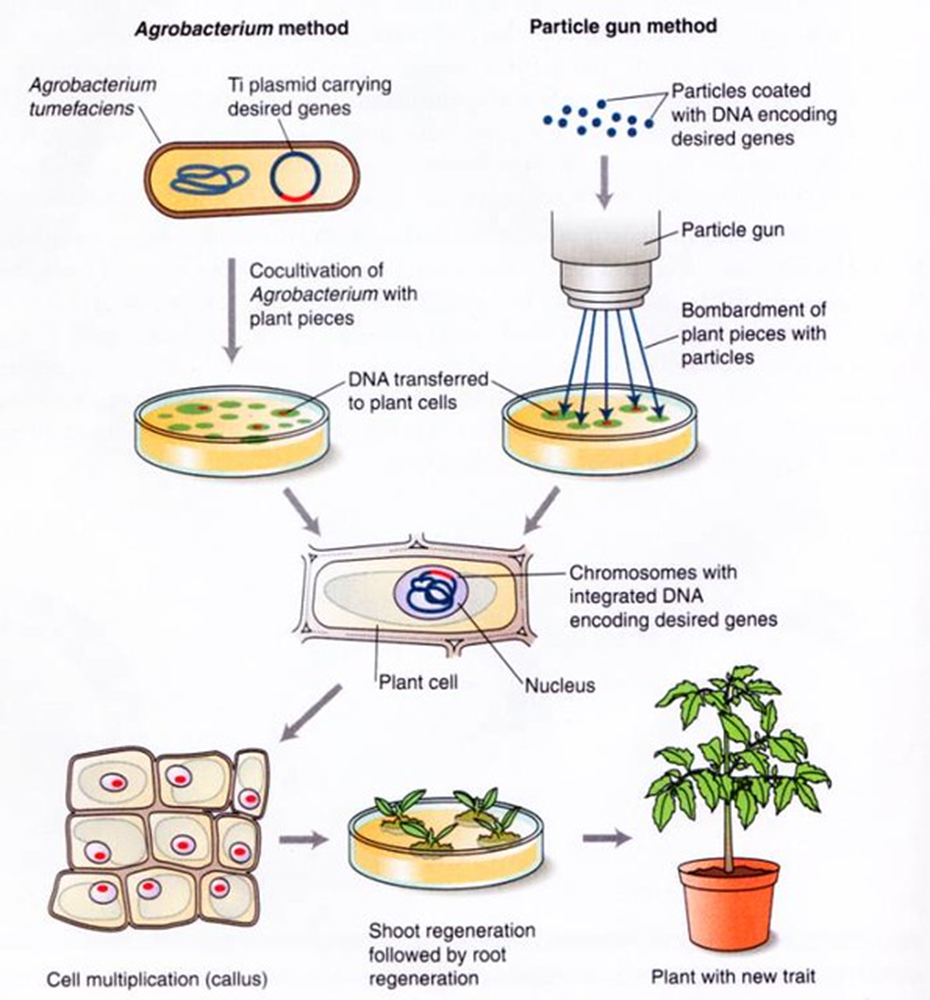 Agrobacterium method
Particle gun method
Agrobacterium
tumefaciens
Ti plasmid carrying
desired genes
Particles coated
with DNA encoding
desired genes
Particle gun
Cocultivation of
Agrobacterium with
plant pieces
Bombardment of
plant pieces with
particles
DNA transferred
to plant cells
Chromosomes with
integrated DNA
encoding desired genes
Plant cell
Nucleus
Cell multiplication (callus)
Shoot regeneration
followed by root
regeneration
Plant with new trait